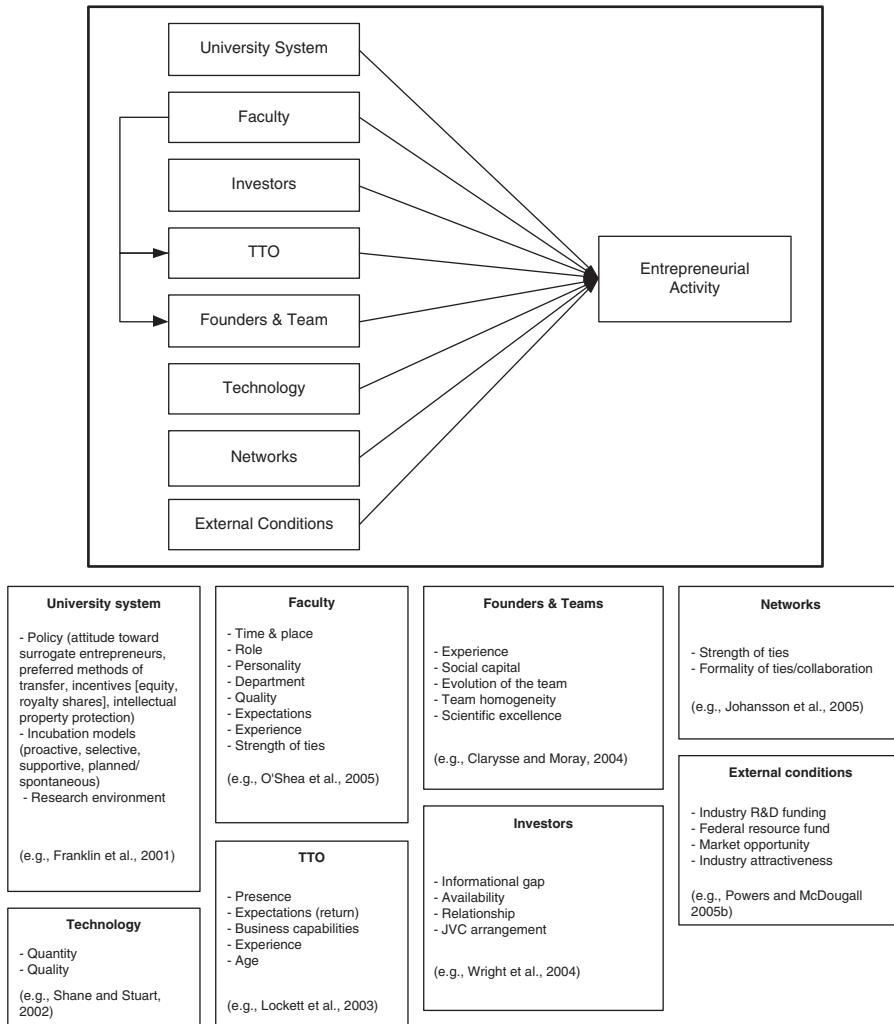 University System
Faculty
Investors
TTO
Founders & Team
Technology
Networks
External Conditions
Entrepreneurial
Activity
University system
- Policy (attitude toward
surrogate entrepreneurs,
preferred methods of
transfer, incentives [equity,
royalty shares], intellectual
property protection)
- Incubation models
(proactive, selective,
supportive, planned/
spontaneous)
- Research environment
(e.g., Franklin et al., 2001)
Technology
- Quantity
- Quality
(e.g., Shane and Stuart,
2002)
Faculty
- Time & place
- Role
- Personality
- Department
- Quality
- Expectations
- Experience
- Strength of ties
(e.g., O'Shea et al., 2005)
TTO
- Presence
- Expectations (return)
- Business capabilities
- Experience
- Age
(e.g., Lockett et al., 2003)
Founders & Teams
- Experience
- Social capital
- Evolution of the team
- Team homogeneity
- Scientific excellence
(e.g., Clarysse and Moray, 2004)
Investors
- Informational gap
- Availability
- Relationship
- JVC arrangement
(e.g., Wright et al., 2004)
Networks
- Strength of ties
- Formality of ties/collaboration
(e.g., Johansson et al., 2005)
External conditions
- Industry R&D funding
- Federal resource fund
- Market opportunity
- Industry attractiveness
(e.g., Powers and McDougall
2005b)